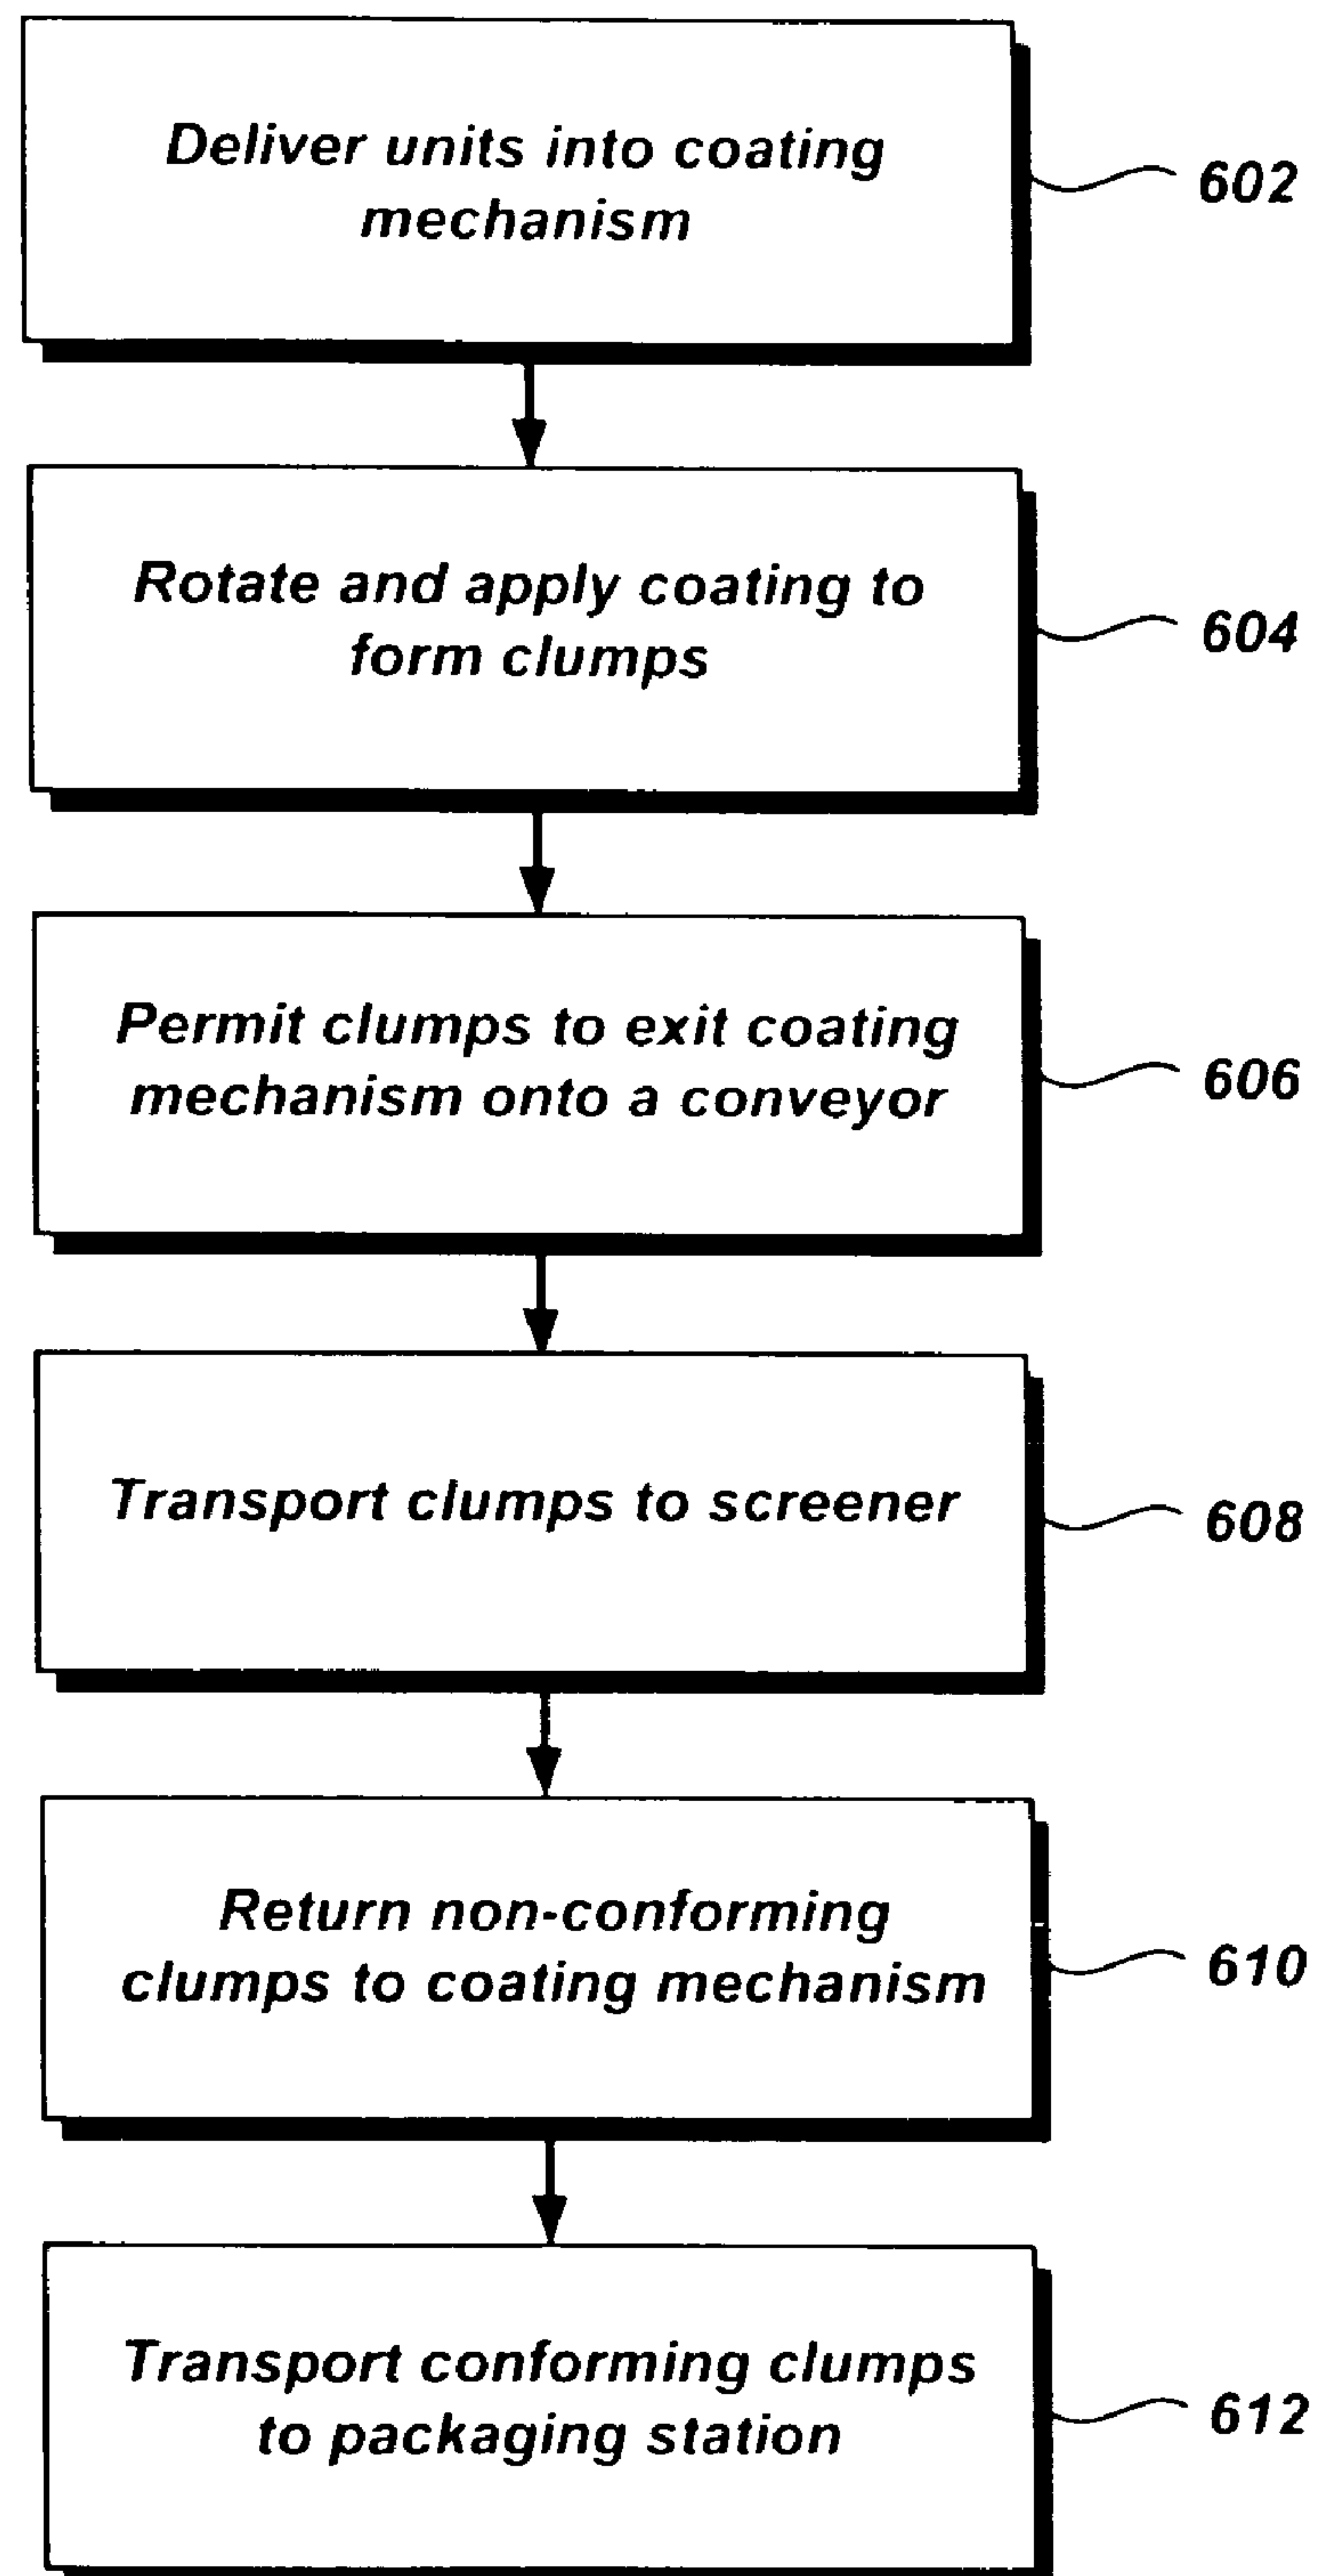 Deliver units into coating
mechanism
602
Rotate and apply coating to
form clumps
604
Permit clumps to exit coating
mechanism onto a conveyor
606
Transport clumps to screener
608
Return non-conforming
clumps to coating mechanism
610
Transport conforming clumps
to packaging station
612